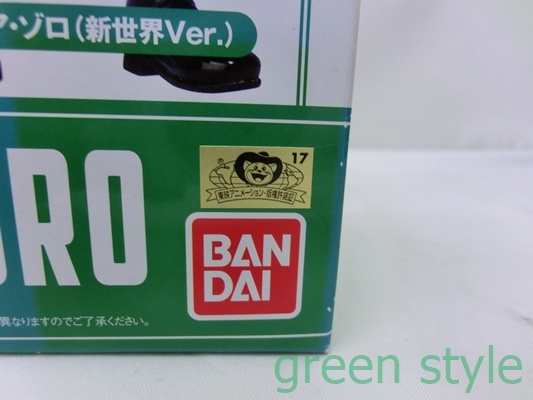 ア・ゾロ(新世界Ver.)
ORO
17
東映アニメーション・版権許諾証
BAN
DAI
異なりますのでご了承ください。
green style